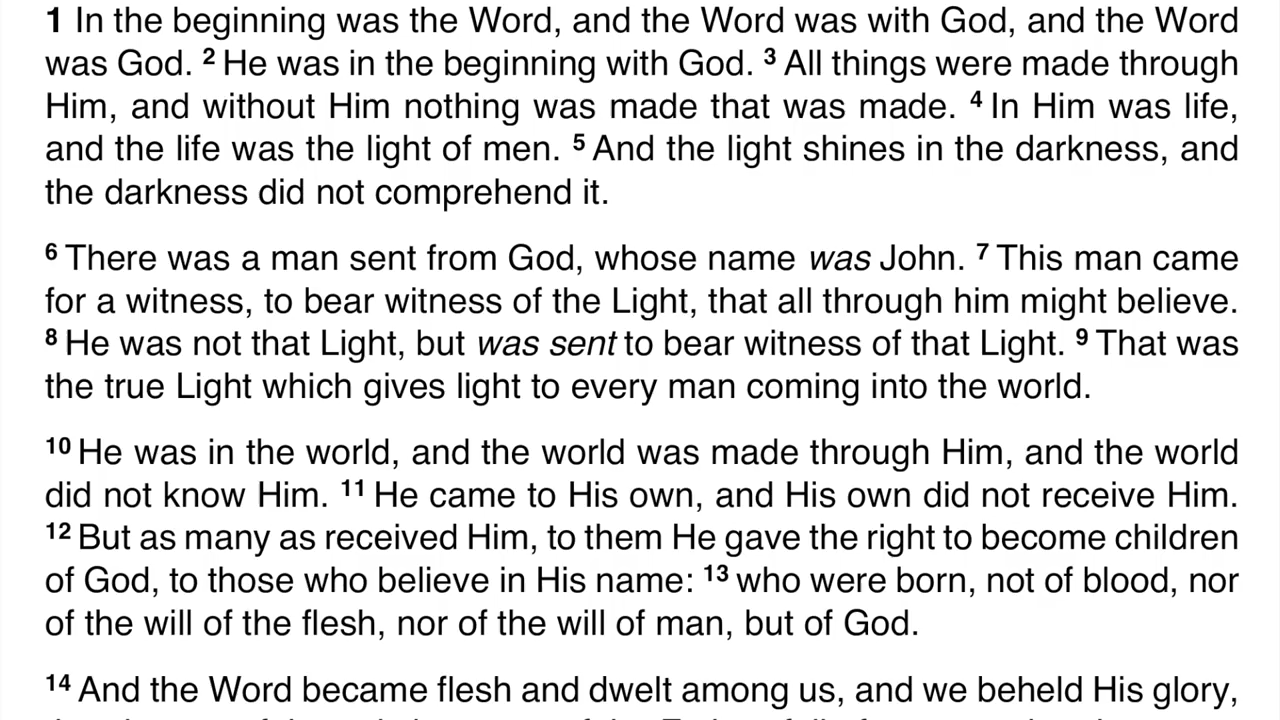 1 In the beginning was the Word, and the Word was with God, and the Word
was God. 2 He was in the beginning with God. 3 All things were made through
Him, and without Him nothing was made that was made. 4 In Him was life,
and the life was the light of men. 5 And the light shines in the darkness, and
the darkness did not comprehend it.
6 There was a man sent from God, whose name was John. 7 This man came
for a witness, to bear witness of the Light, that all through him might believe.
8 He was not that Light, but was sent to bear witness of that Light. 9 That was
the true Light which gives light to every man coming into the world.
10 He was in the world, and the world was made through Him, and the world
did not know Him. 11 He came to His own, and His own did not receive Him.
12 But as many as received Him, to them He gave the right to become children
of God, to those who believe in His name: 13 who were born, not of blood, nor
of the will of the flesh, nor of the will of man, but of God.
14 And the Word became flesh and dwelt among us, and we beheld His glory,